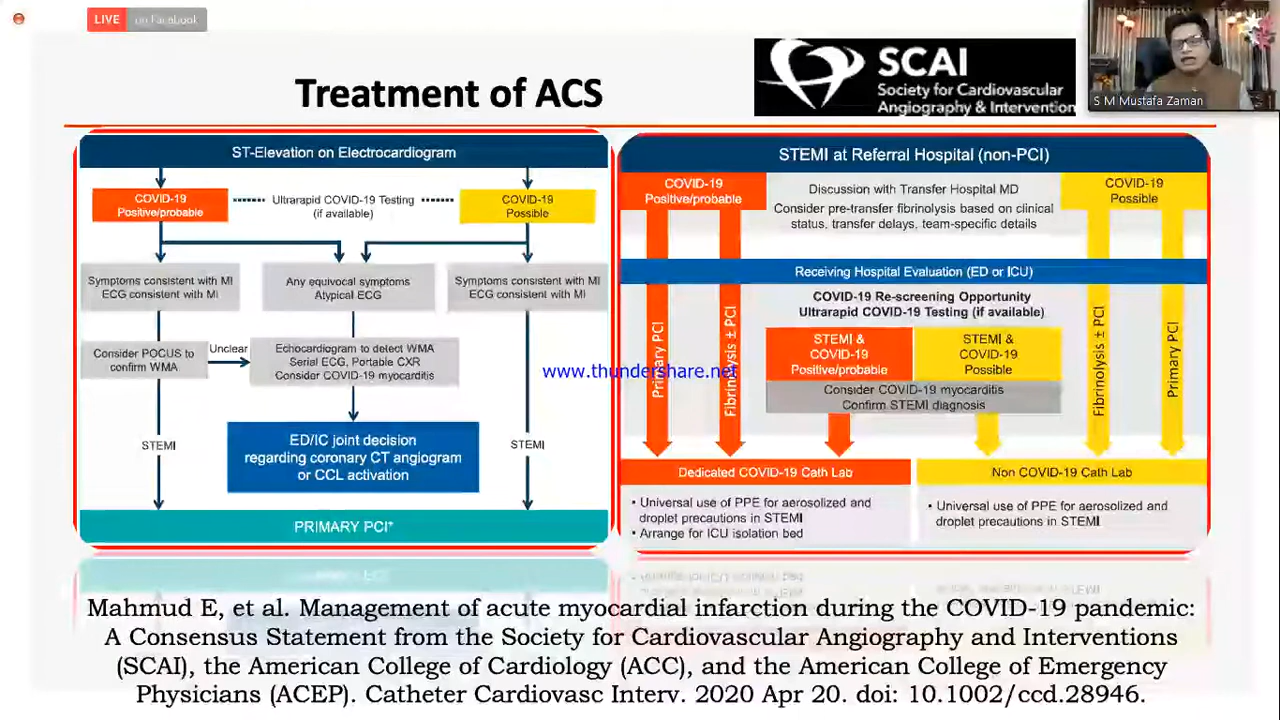 LIVE on Facebook
Treatment of ACS
SCAI
Society for Cardiovascular
Angiography & Intervention
S M Mustafa Zaman
ST-Elevation on Electrocardiogram
COVID-19
Positive/probable
Ultrarapid COVID-19 Testing
(if available)
COVID-19
Possible
Symptoms consistent with MI
ECG consistent with MI
Any equivocal symptoms
Atypical ECG
Symptoms consistent with MI
ECG consistent with MI
Consider POCUS to
confirm WMA
Unclear
Echocardiogram to detect WMA
Serial ECG, Portable CXR
Consider COVID-19 myocarditis
STEMI
ED/IC joint decision
regarding coronary CT angiogram
or CCL activation
STEMI
PRIMARY PCI*
STEMI at Referral Hospital (non-PCI)
COVID-19
Positive/probable
Discussion with Transfer Hospital MD
Consider pre-transfer fibrinolysis based on clinical
status, transfer delays, team-specific details
COVID-19
Possible
Receiving Hospital Evaluation (ED or ICU)
COVID-19 Re-screening Opportunity
Ultrarapid COVID-19 Testing (if available)
Primary PCI
Fibrinolysis ± PCI
STEMI &
COVID-19
Positive/probable
STEMI &
COVID-19
Possible
Consider COVID-19 myocarditis
Confirm STEMI diagnosis
Fibrinolysis ± PCI
Primary PCI
www.thundershare.net
Dedicated COVID-19 Cath Lab
• Universal use of PPE for aerosolized and
droplet precautions in STEMI
• Arrange for ICU isolation bed
Non COVID-19 Cath Lab
• Universal use of PPE for aerosolized and
droplet precautions in STEMI
Mahmud E, et al. Management of acute myocardial infarction during the COVID-19 pandemic:
A Consensus Statement from the Society for Cardiovascular Angiography and Interventions
(SCAI), the American College of Cardiology (ACC), and the American College of Emergency
Physicians (ACEP). Catheter Cardiovasc Interv. 2020 Apr 20. doi: 10.1002/ccd.28946.